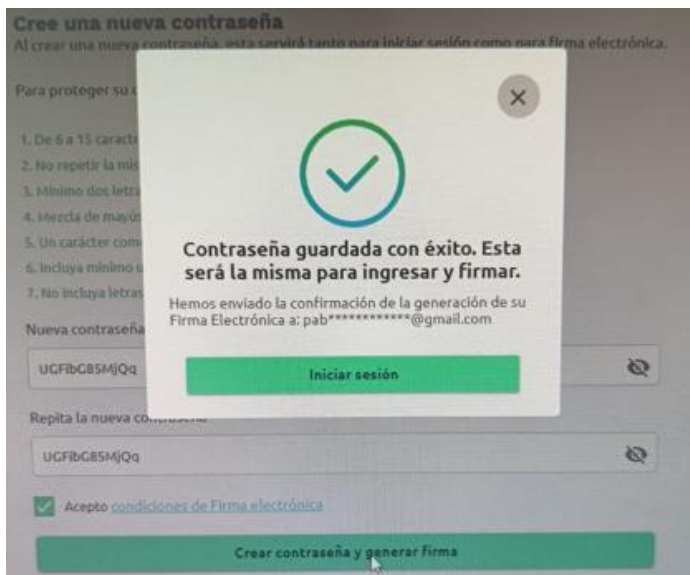 Cree una nueva contraseña
Al crear una nueva contraseña, esta servirá tanto para iniciar sesión como para firma electrónica.
Para proteger su
1. De 6 a 15
2. No repetir la
3. Mínimo dos
4. Mezcla de
5. Un carácter
6. Incluya mínimo
7. No incluya letras
Contraseña guardada con éxito. Esta
será la misma para ingresar y firmar.
Hemos enviado la confirmación de la generación de su
Firma Electrónica a: pab************@gmail.com
Iniciar sesión
Nueva contraseña
UGFibG85MjQq
Repita la nueva contraseña
UGFibG85MjQq
Acepto condiciones de Firma electrónica
Crear contraseña y generar firma